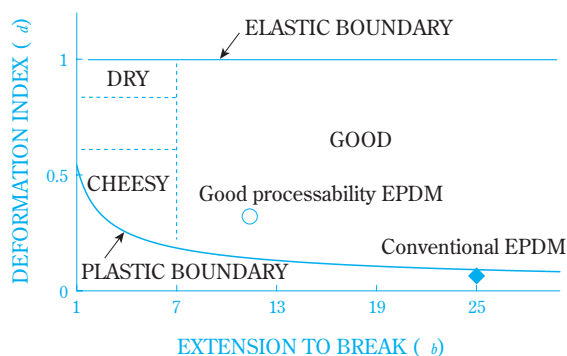 ELASTIC BOUNDARY
1
DRY
GOOD
0.5
CHEESY
Good processability EPDM
Conventional EPDM
PLASTIC BOUNDARY
0
1 7 13 19 25
DEFORMATION INDEX ( d)
EXTENSION TO BREAK ( b)